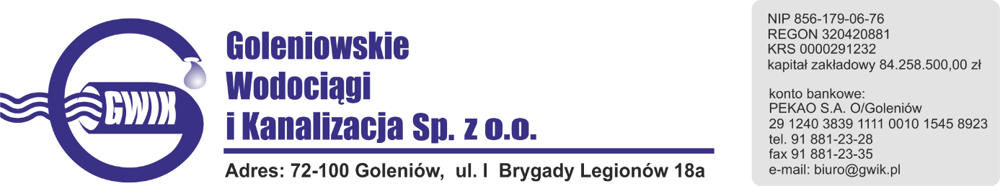 GWIK
Goleniowskie
Wodociągi
i Kanalizacja Sp. z o.o.
Adres: 72-100 Goleniów, ul. I Brygady Legionów 18a
NIP 856-179-06-76
REGON 320420881
KRS 0000291232
kapitał zakładowy 84.258.500,00 zł
konto bankowe:
PEKAO S.A. O/Goleniów
29 1240 3839 1111 0010 1545 8923
tel. 91 881-23-28
fax 91 881-23-35
e-mail: biuro@gwik.pl